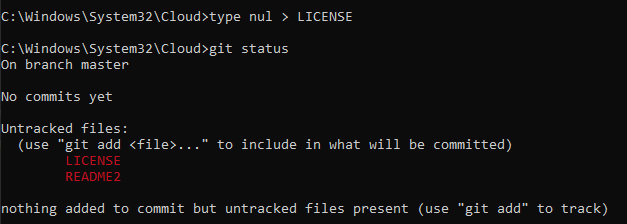 C:\Windows\System32\Cloud>type nul > LICENSE
C:\Windows\System32\Cloud>git status
On branch master
No commits yet
Untracked files:
(use "git add <file>..." to include in what will be committed)
LICENSE
README2
nothing added to commit but untracked files present (use "git add" to track)